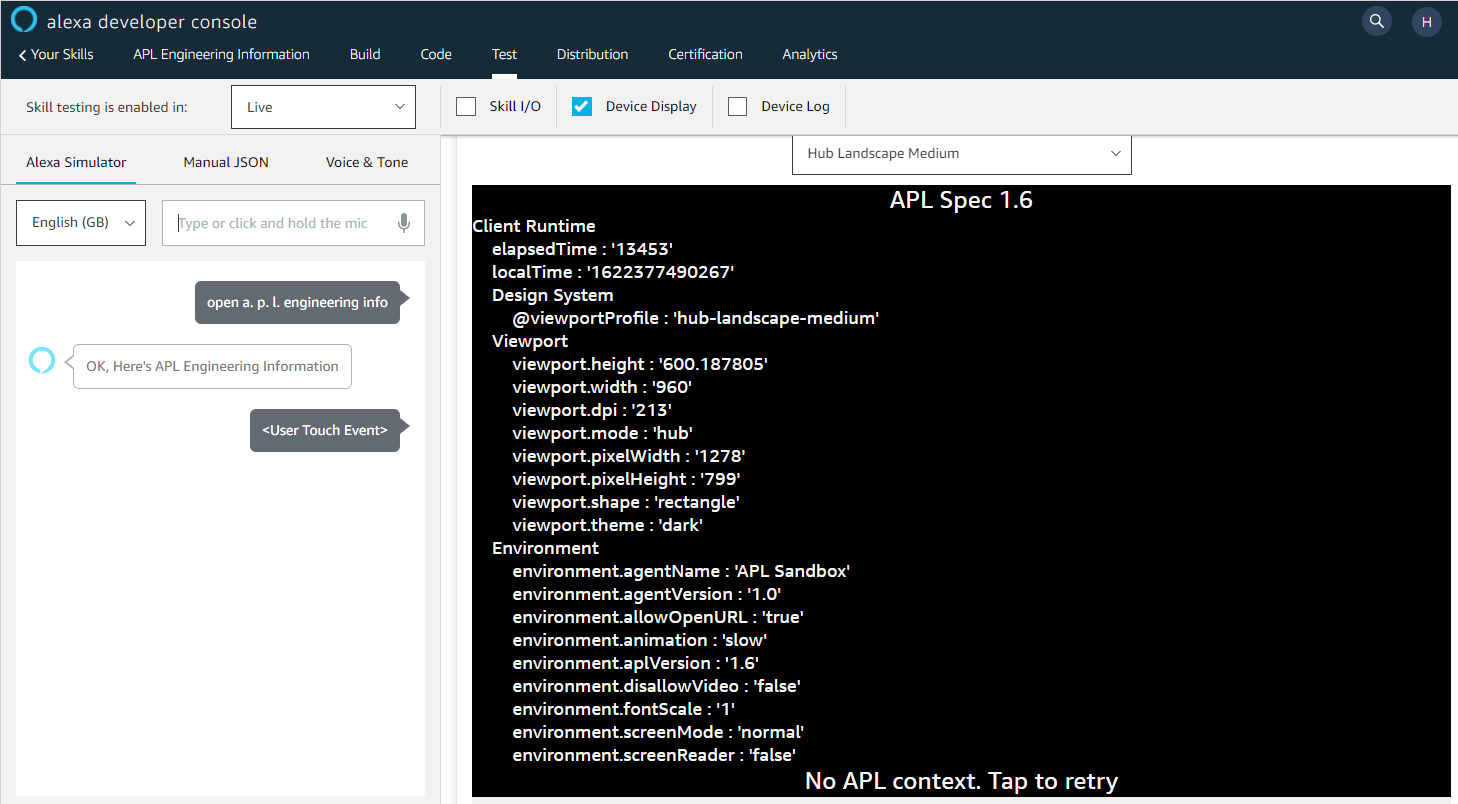 alexa developer console
H
Your Skills APL Engineering Information Build Code Test Distribution Certification Analytics
Skill testing is enabled in: Live Skill I/O Device Display Device Log
Alexa Simulator Manual JSON Voice & Tone
English (GB) Type or click and hold the mic
open a. p. l. engineering info
OK, Here's APL Engineering Information
<User Touch Event>
Hub Landscape Medium
APL Spec 1.6
Client Runtime
elapsedTime : '13453'
localTime : '1622377490267'
Design System
@viewportProfile : 'hub-landscape-medium'
Viewport
viewport.height : '600.187805'
viewport.width : '960'
viewport.dpi : '213'
viewport.mode : 'hub'
viewport.pixelWidth : '1278'
viewport.pixelHeight : '799'
viewport.shape : 'rectangle'
viewport.theme : 'dark'
Environment
environment.agentName : 'APL Sandbox'
environment.agentVersion : '1.0'
environment.allowOpenURL : 'true'
environment.animation : 'slow'
environment.aplVersion : '1.6'
environment.disallowVideo : 'false'
environment.fontScale : '1'
environment.screenMode : 'normal'
environment.screenReader : 'false'
No APL context. Tap to retry